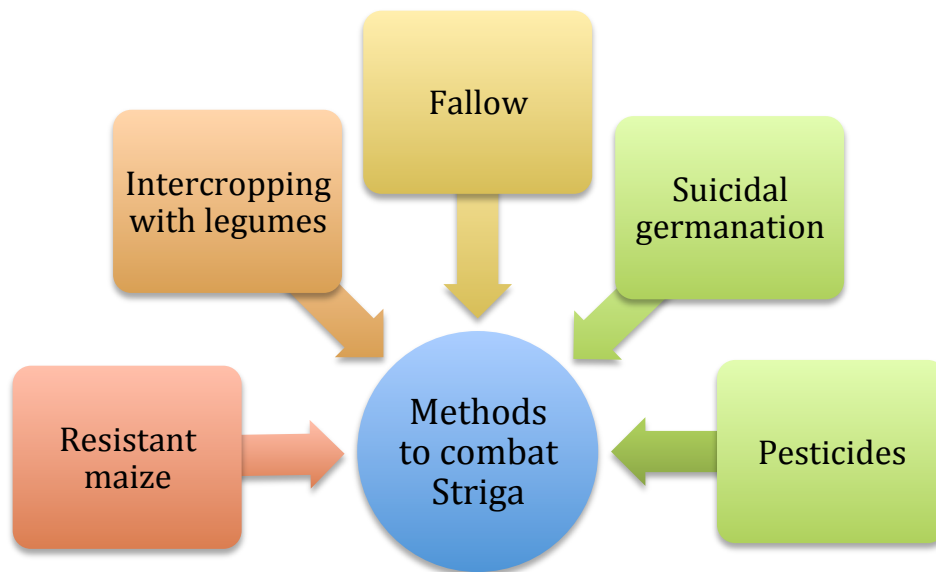 Fallow
Intercropping
with legumes
Suicidal
germanation
Resistant
maize
Methods
to combat
Striga
Pesticides